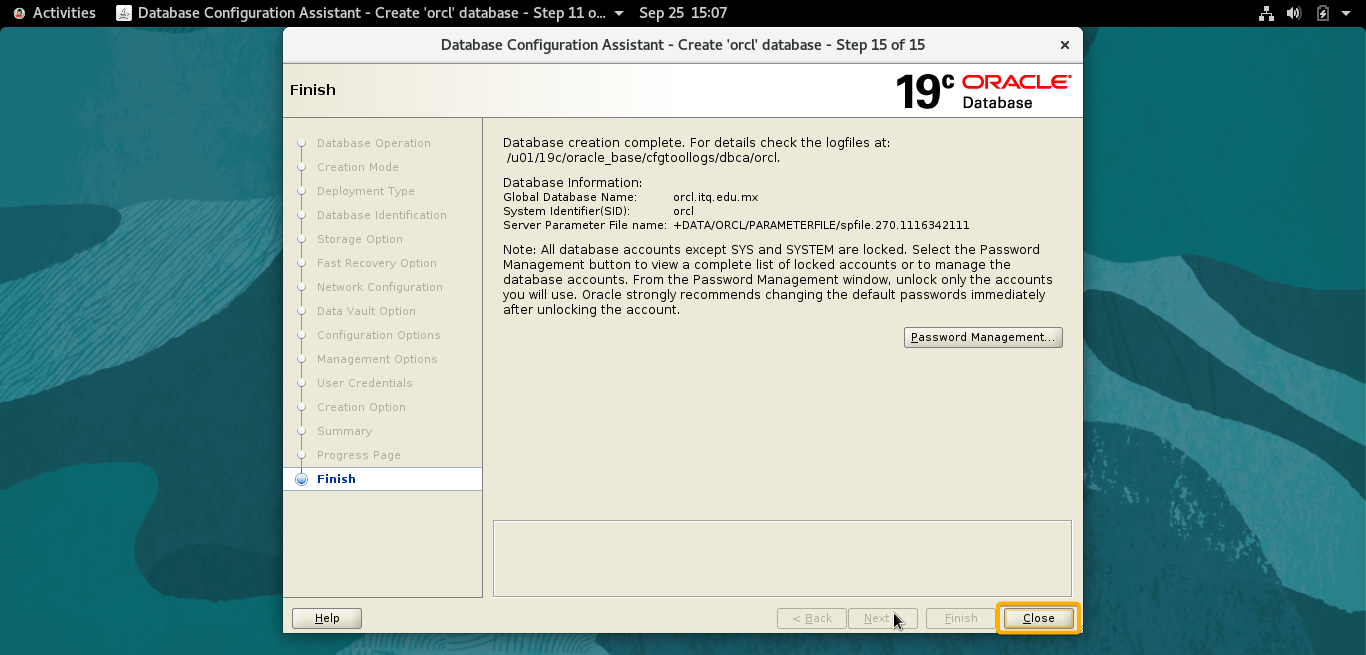 Activities
Database Configuration Assistant - Create 'orcl' database - Step 11 o...
Sep 25 15:07
Database Configuration Assistant - Create 'orcl' database - Step 15 of 15
×
Finish
19c ORACLE
Database
Database Operation
Creation Mode
Deployment Type
Database Identification
Storage Option
Fast Recovery Option
Network Configuration
Data Vault Option
Configuration Options
Management Options
User Credentials
Creation Option
Summary
Progress Page
Finish
Database creation complete. For details check the logfiles at:
/u01/19c/oracle_base/cfgtoollogs/dbca/orcl.
Database Information:
Global Database Name: orcl.itq.edu.mx
System Identifier(SID): orcl
Server Parameter File name: +DATA/ORCL/PARAMETERFILE/spfile.270.1116342111
Note: All database accounts except SYS and SYSTEM are locked. Select the Password
Management button to view a complete list of locked accounts or to manage the
database accounts. From the Password Management window, unlock only the accounts
you will use. Oracle strongly recommends changing the default passwords immediately
after unlocking the account.
Password Management...
Help
< Back
Next
Finish
Close